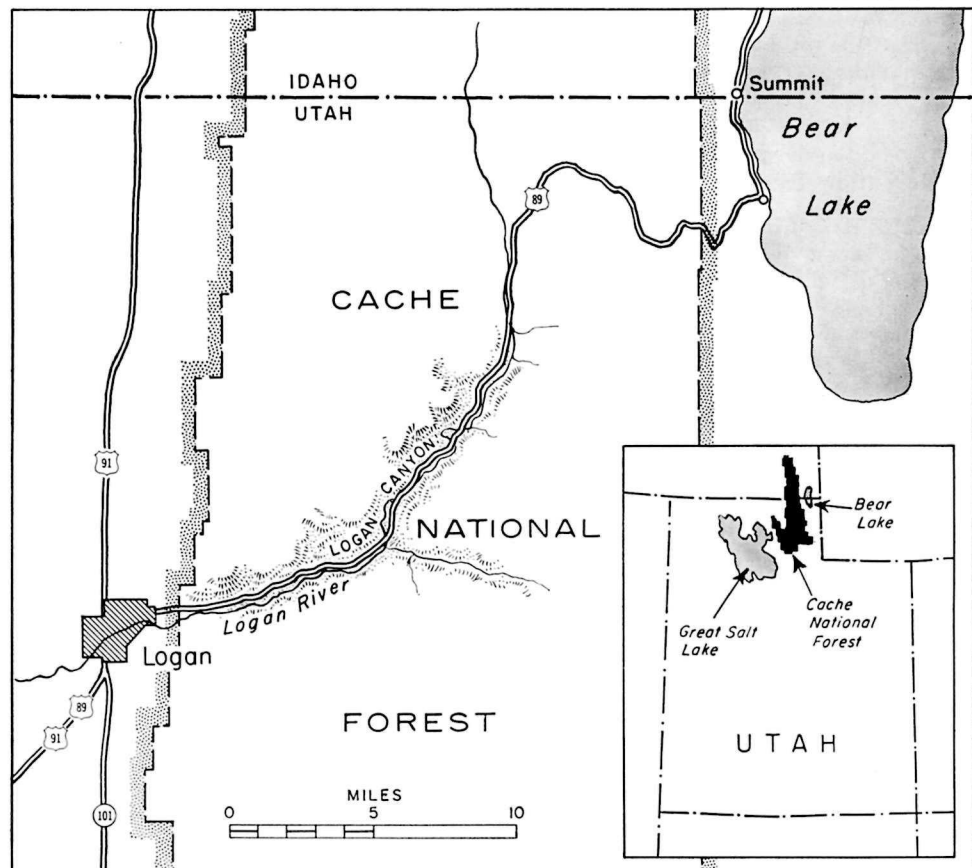 IDAHO
UTAH
Summit
Bear
Lake
89
CACHE
91
LOGAN CANYON
NATIONAL
Logan River
Logan
89
91
FOREST
101
MILES
0 5 10
Bear
Lake
Great Salt
Lake
Cache
National
Forest
UTAH